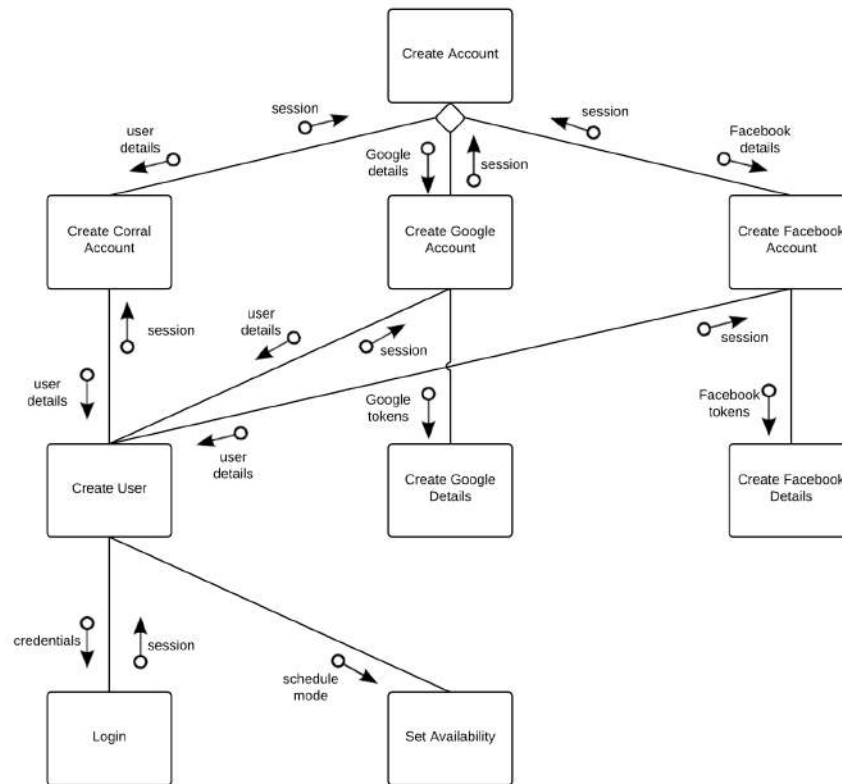 Create Account
session
session
user
details
Google
details
session
Facebook
details
Create Corral
Account
Create Google
Account
Create Facebook
Account
session
user
details
session
session
user
details
Google
tokens
Facebook
tokens
user
details
Create User
Create Google
Details
Create Facebook
Details
credentials
session
schedule
mode
Login
Set Availability